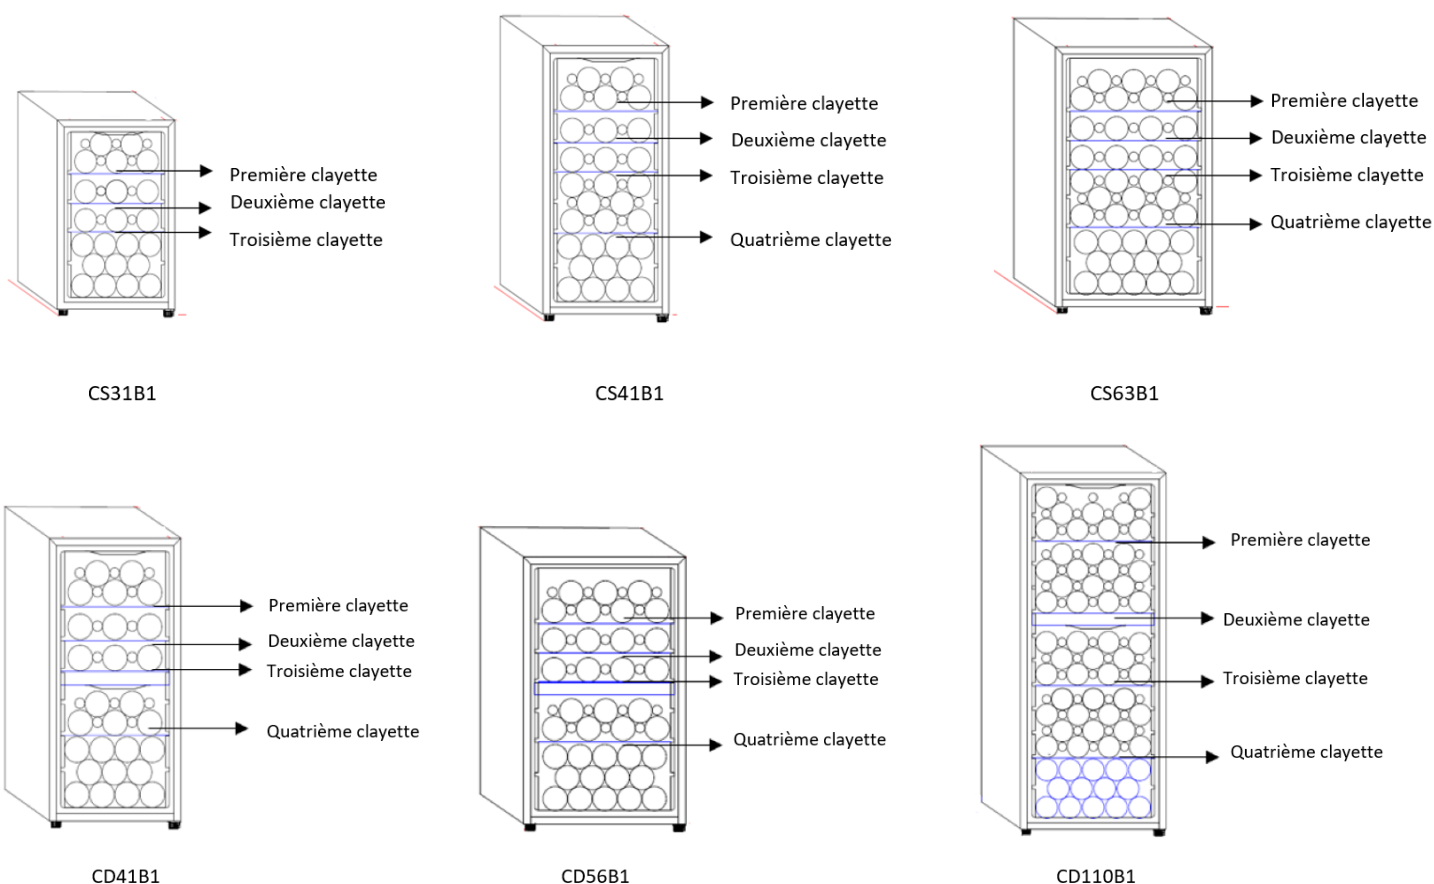 Première clayette
Deuxième clayette
Troisième clayette
CS31B1
Première clayette
Deuxième clayette
Troisième clayette
Quatrième clayette
CS41B1
Première clayette
Deuxième clayette
Troisième clayette
Quatrième clayette
CS63B1
Première clayette
Deuxième clayette
Troisième clayette
Quatrième clayette
CD41B1
Première clayette
Deuxième clayette
Troisième clayette
Quatrième clayette
CD56B1
Première clayette
Deuxième clayette
Troisième clayette
Quatrième clayette
CD110B1